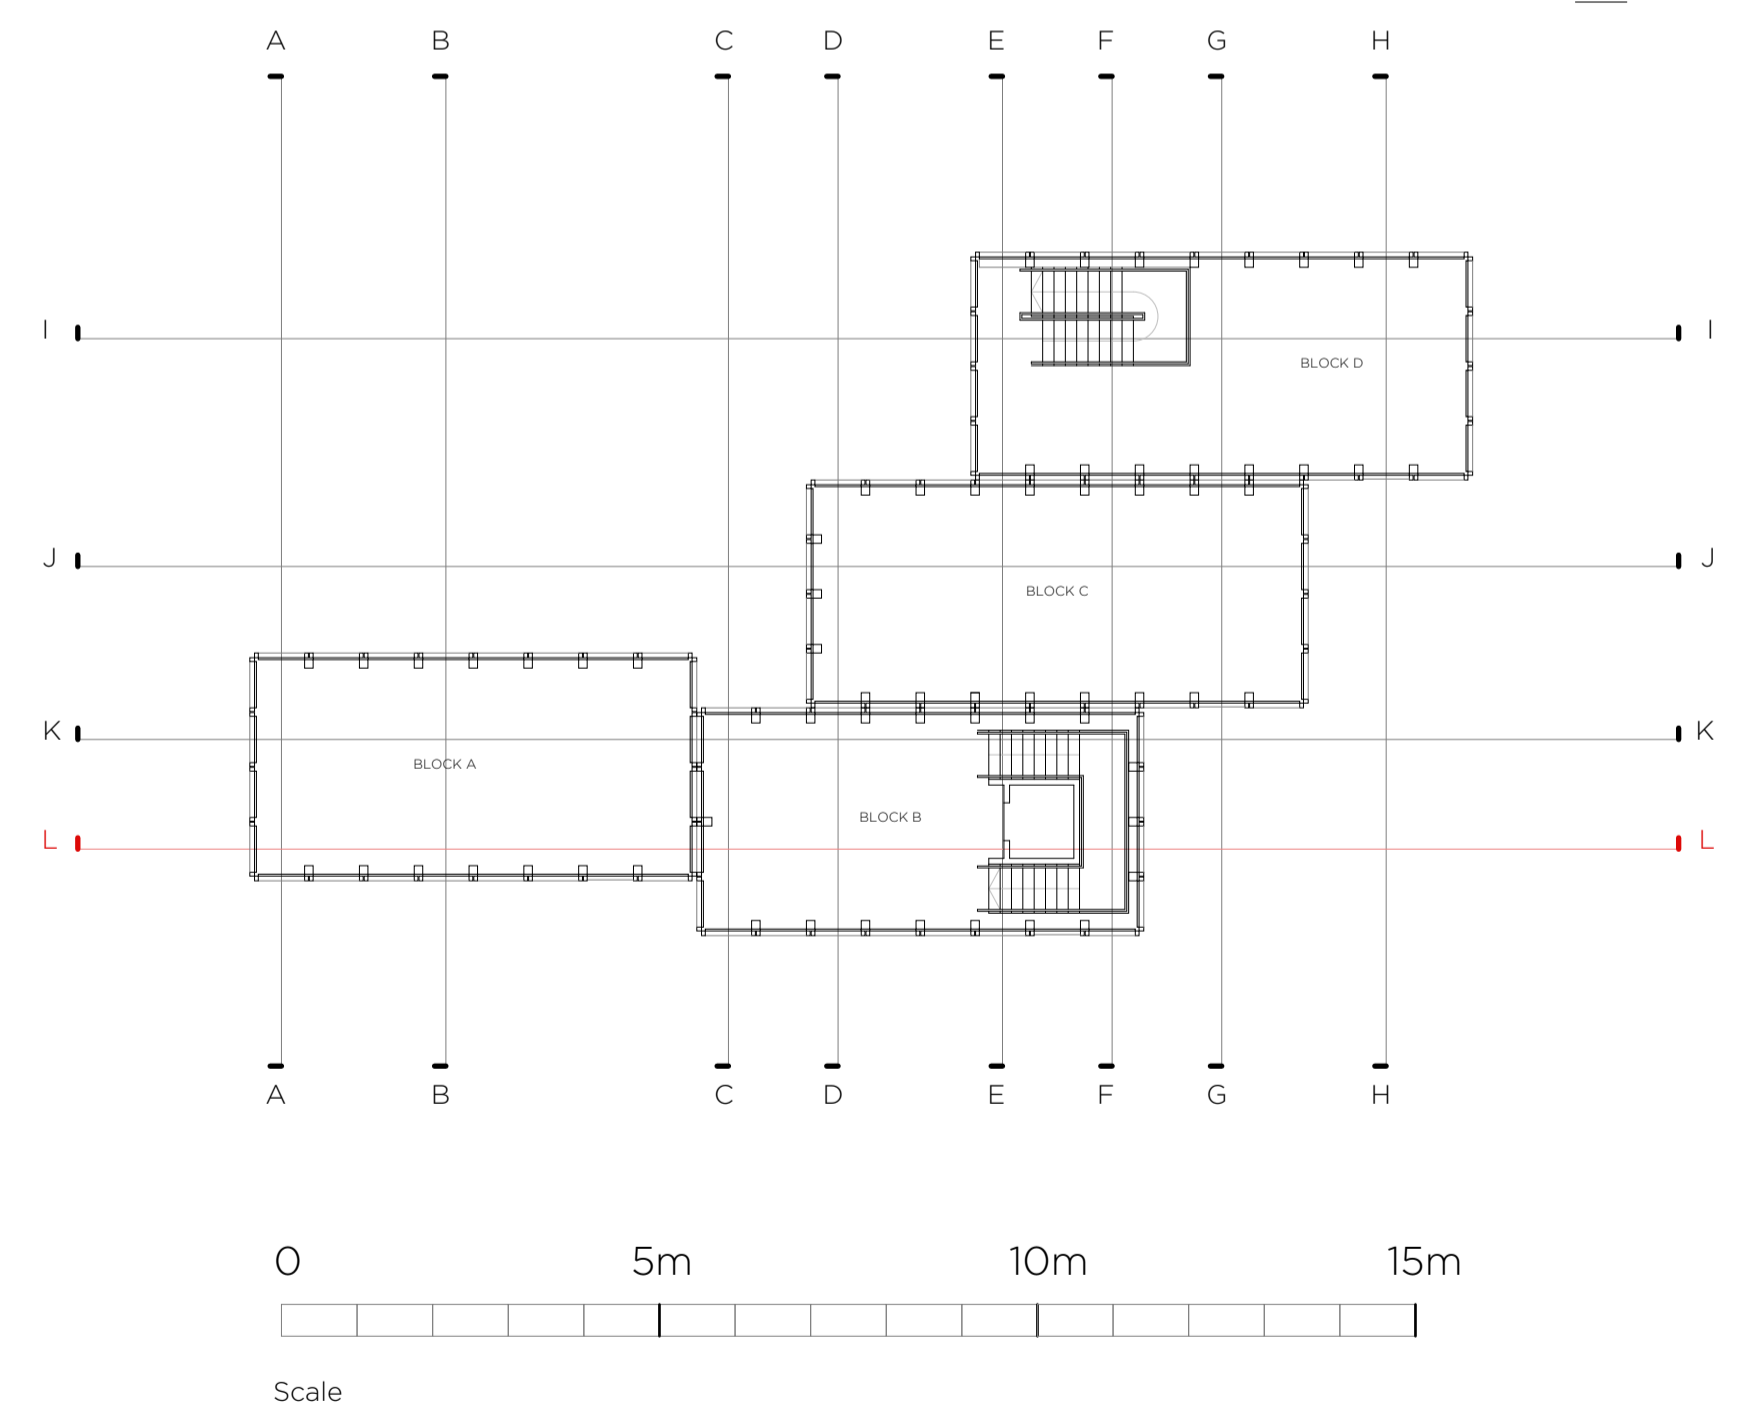 A B C D E F G H
I I
BLOCK D
J J
BLOCK C
K K
BLOCK A
BLOCK B
L L
A B C D E F G H
0 5m 10m 15m
Scale